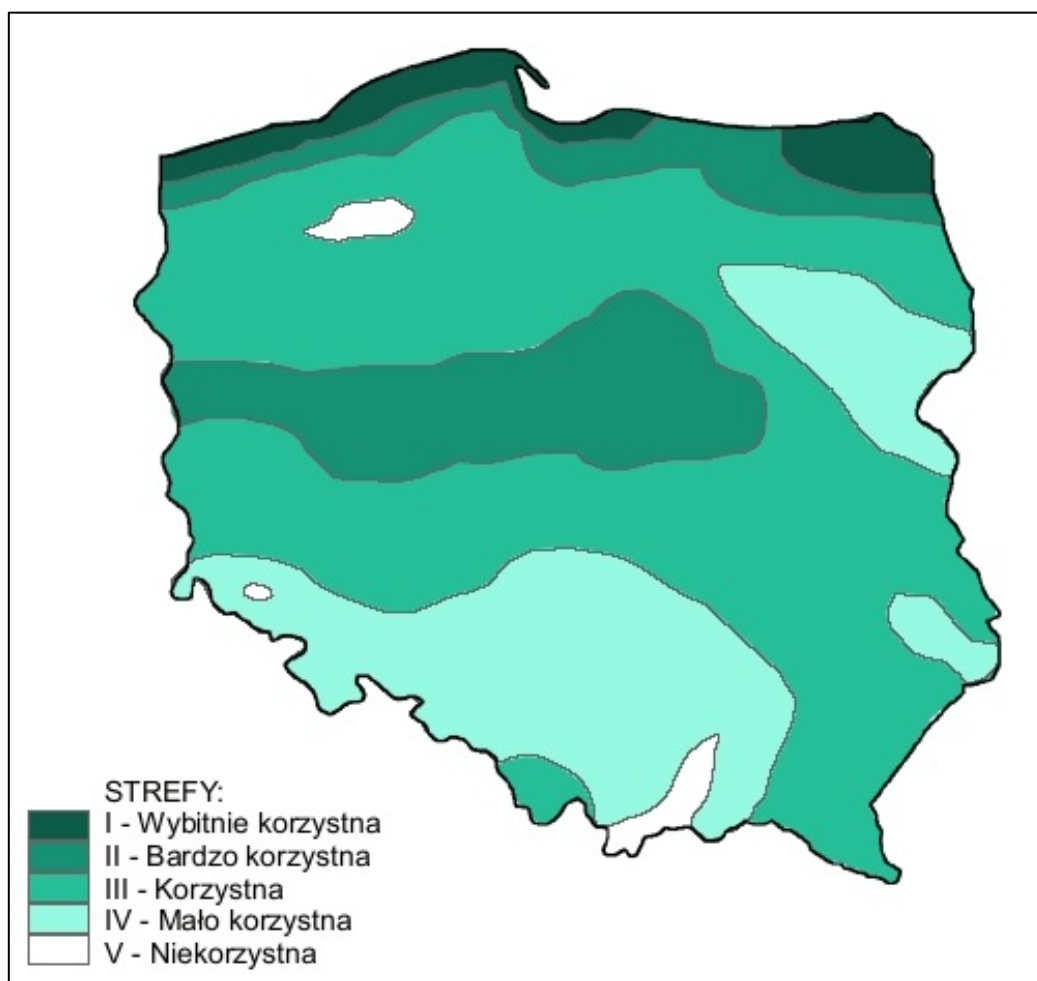 STREFY:
I - Wybitnie korzystna
II - Bardzo korzystna
III - Korzystna
IV - Mało korzystna
V - Niekorzystna